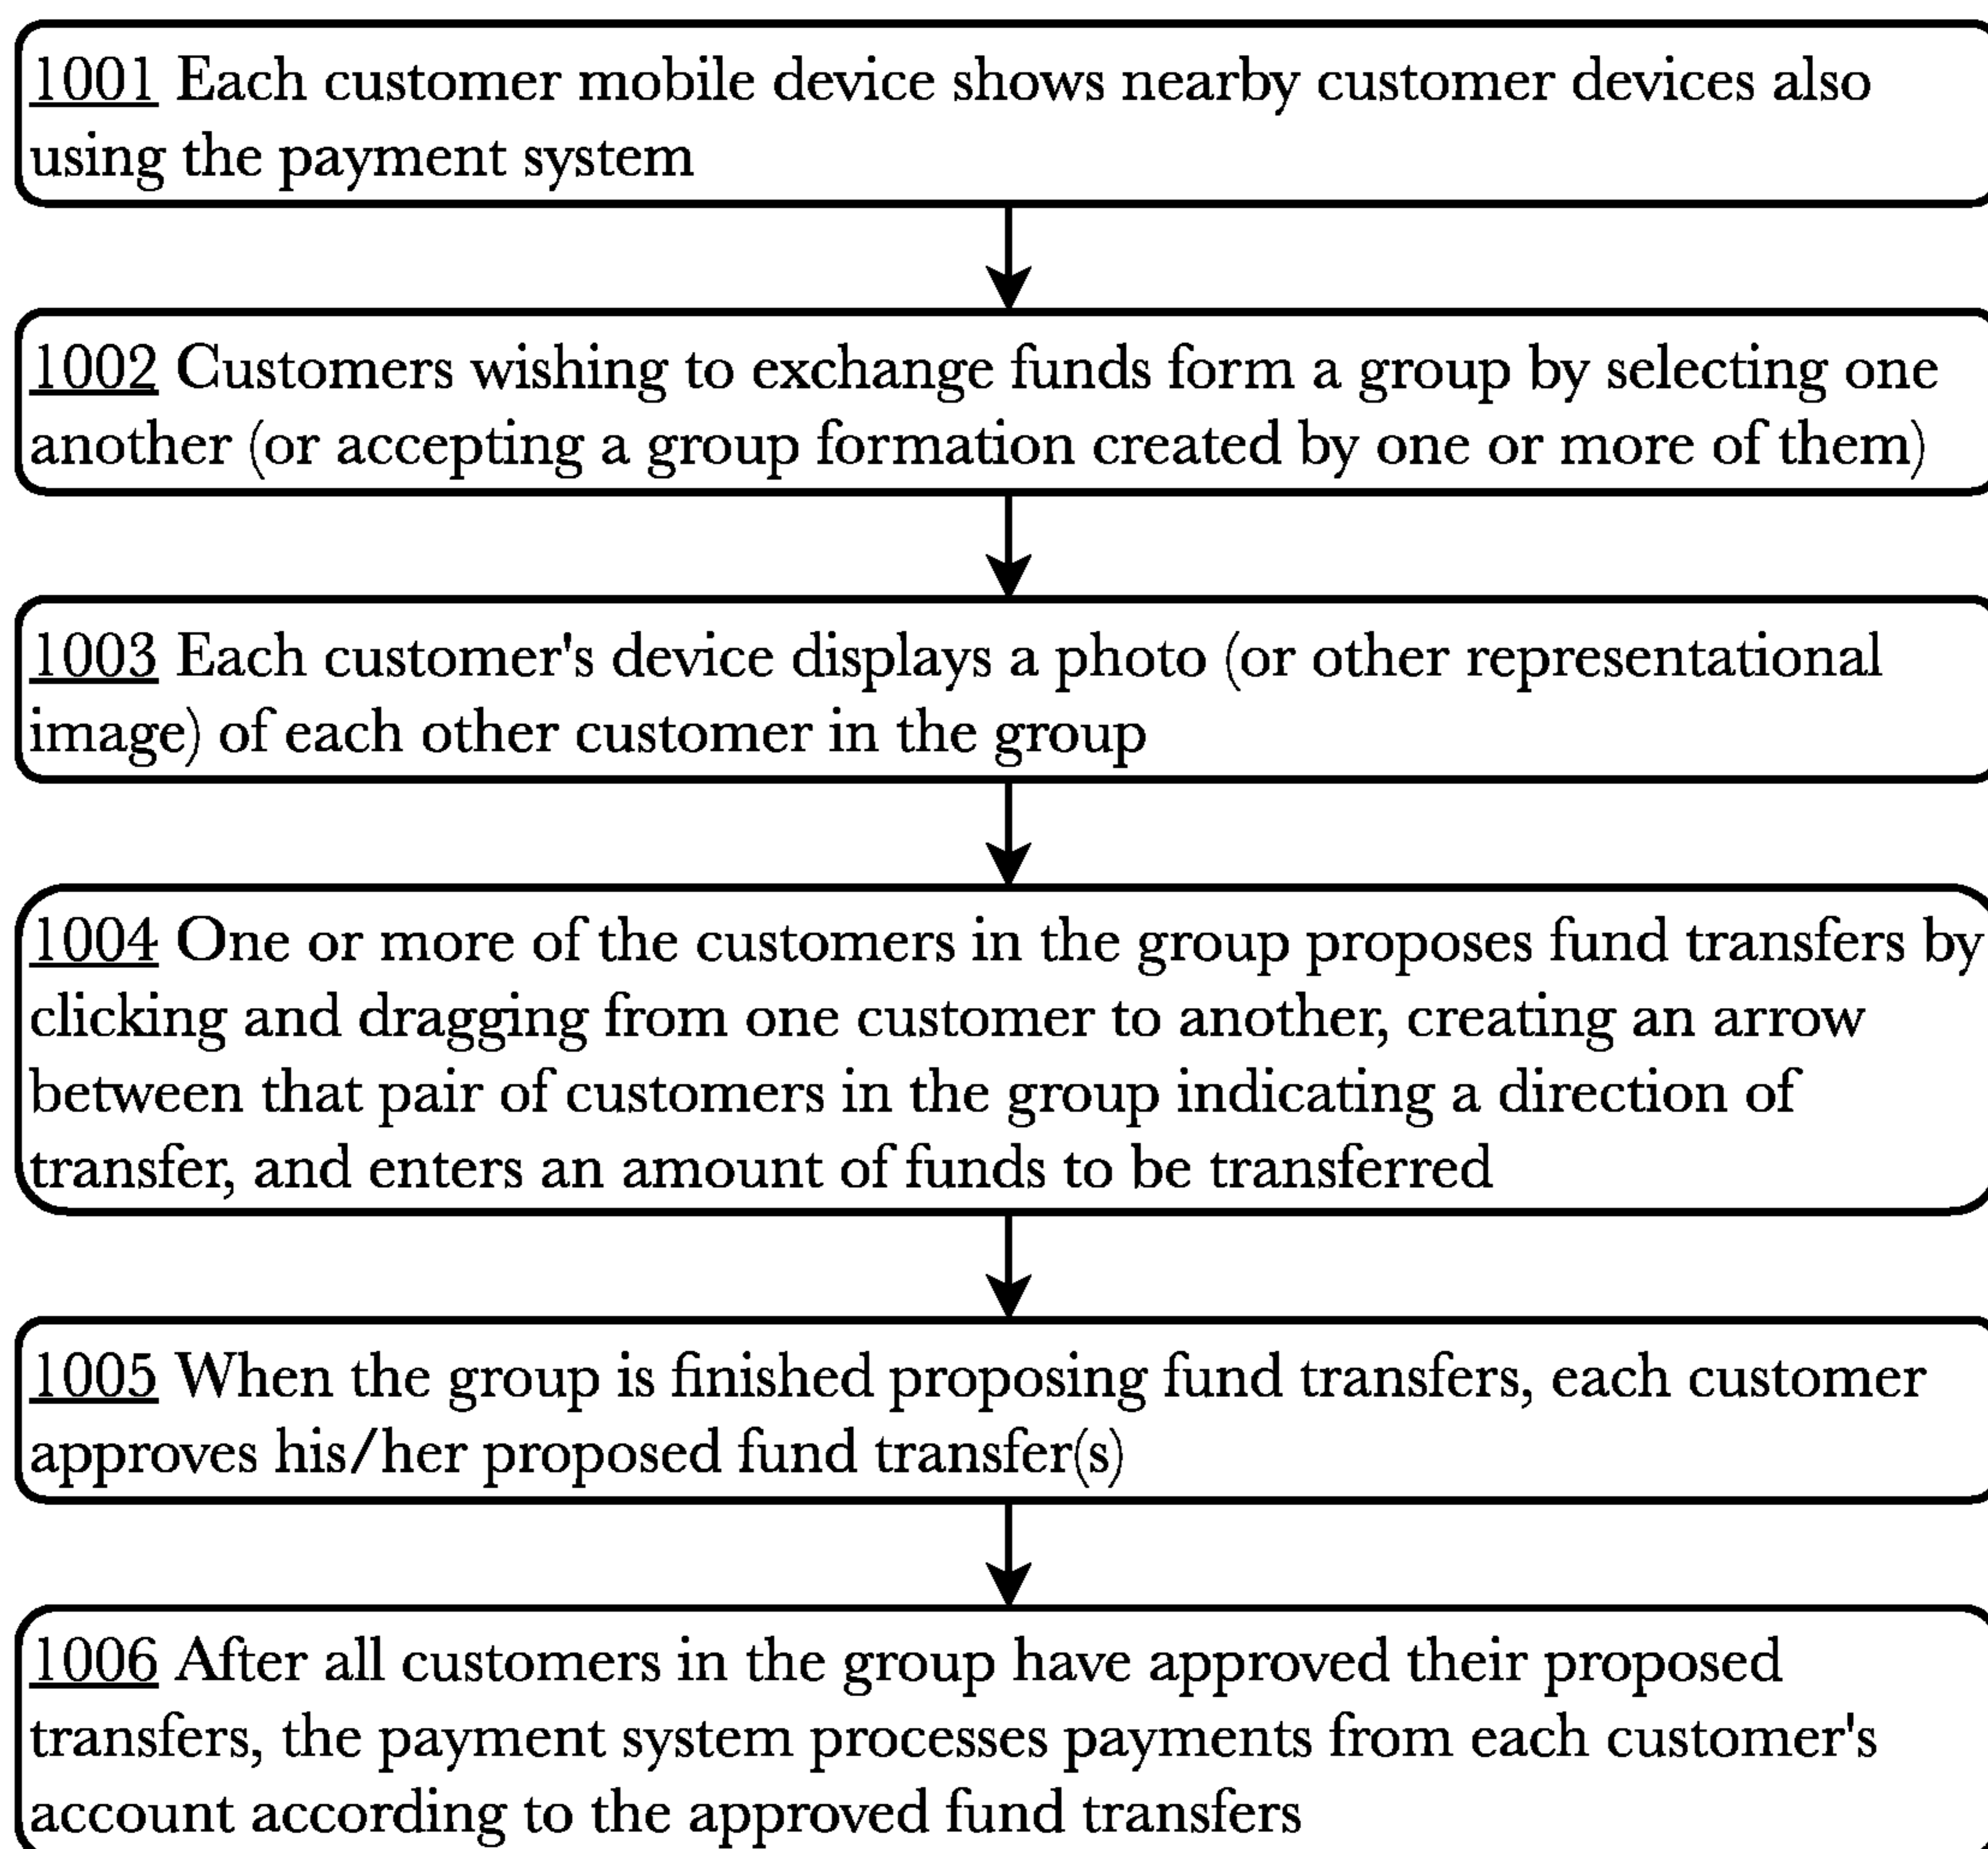 1001 Each customer mobile device shows nearby customer devices also
using the payment system
1002 Customers wishing to exchange funds form a group by selecting one
another (or accepting a group formation created by one or more of them)
1003 Each customer's device displays a photo (or other representational
image) of each other customer in the group
1004 One or more of the customers in the group proposes fund transfers by
clicking and dragging from one customer to another, creating an arrow
between that pair of customers in the group indicating a direction of
transfer, and enters an amount of funds to be transferred
1005 When the group is finished proposing fund transfers, each customer
approves his/her proposed fund transfer(s)
1006 After all customers in the group have approved their proposed
transfers, the payment system processes payments from each customer's
account according to the approved fund transfers